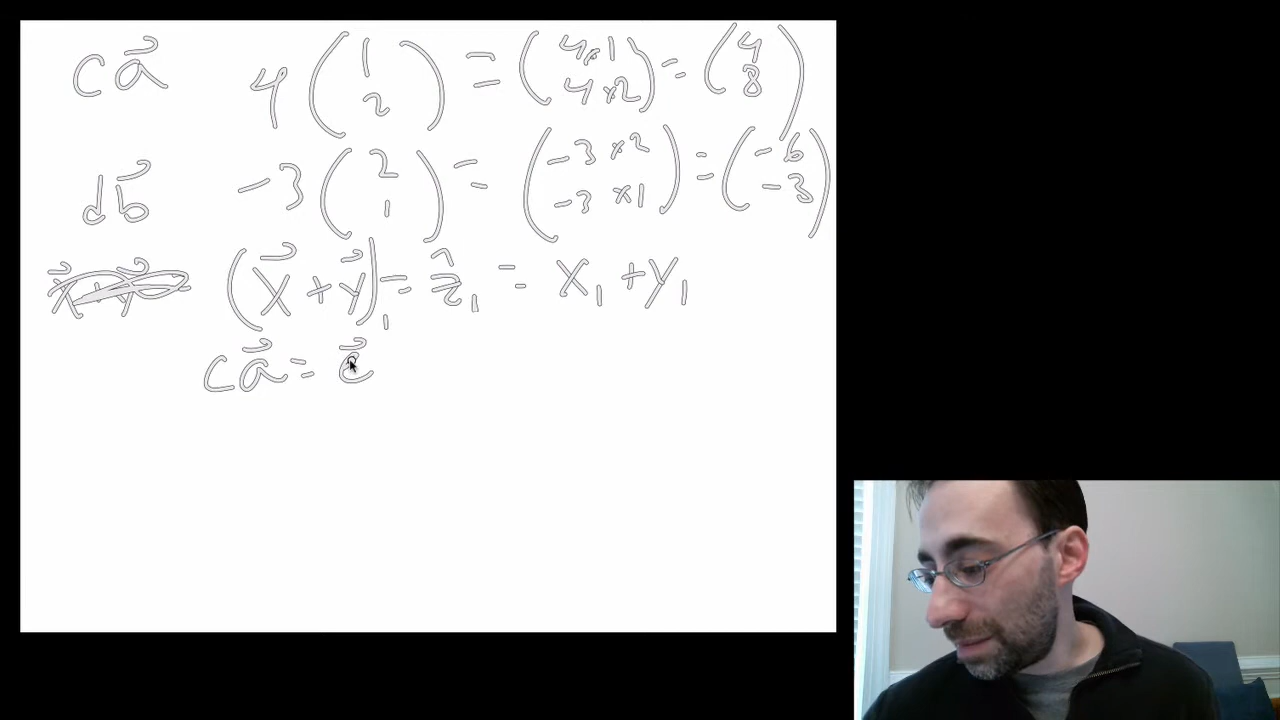 c a⃗ 4 (1 2) = (4×1 4×2) = (4 8)
d b⃗ -3 (2 1) = (-3×2 -3×1) = (-6 -3)
(x⃗ + y⃗)₁ = z⃗₁ = x₁ + y₁
c a⃗ = e⃗